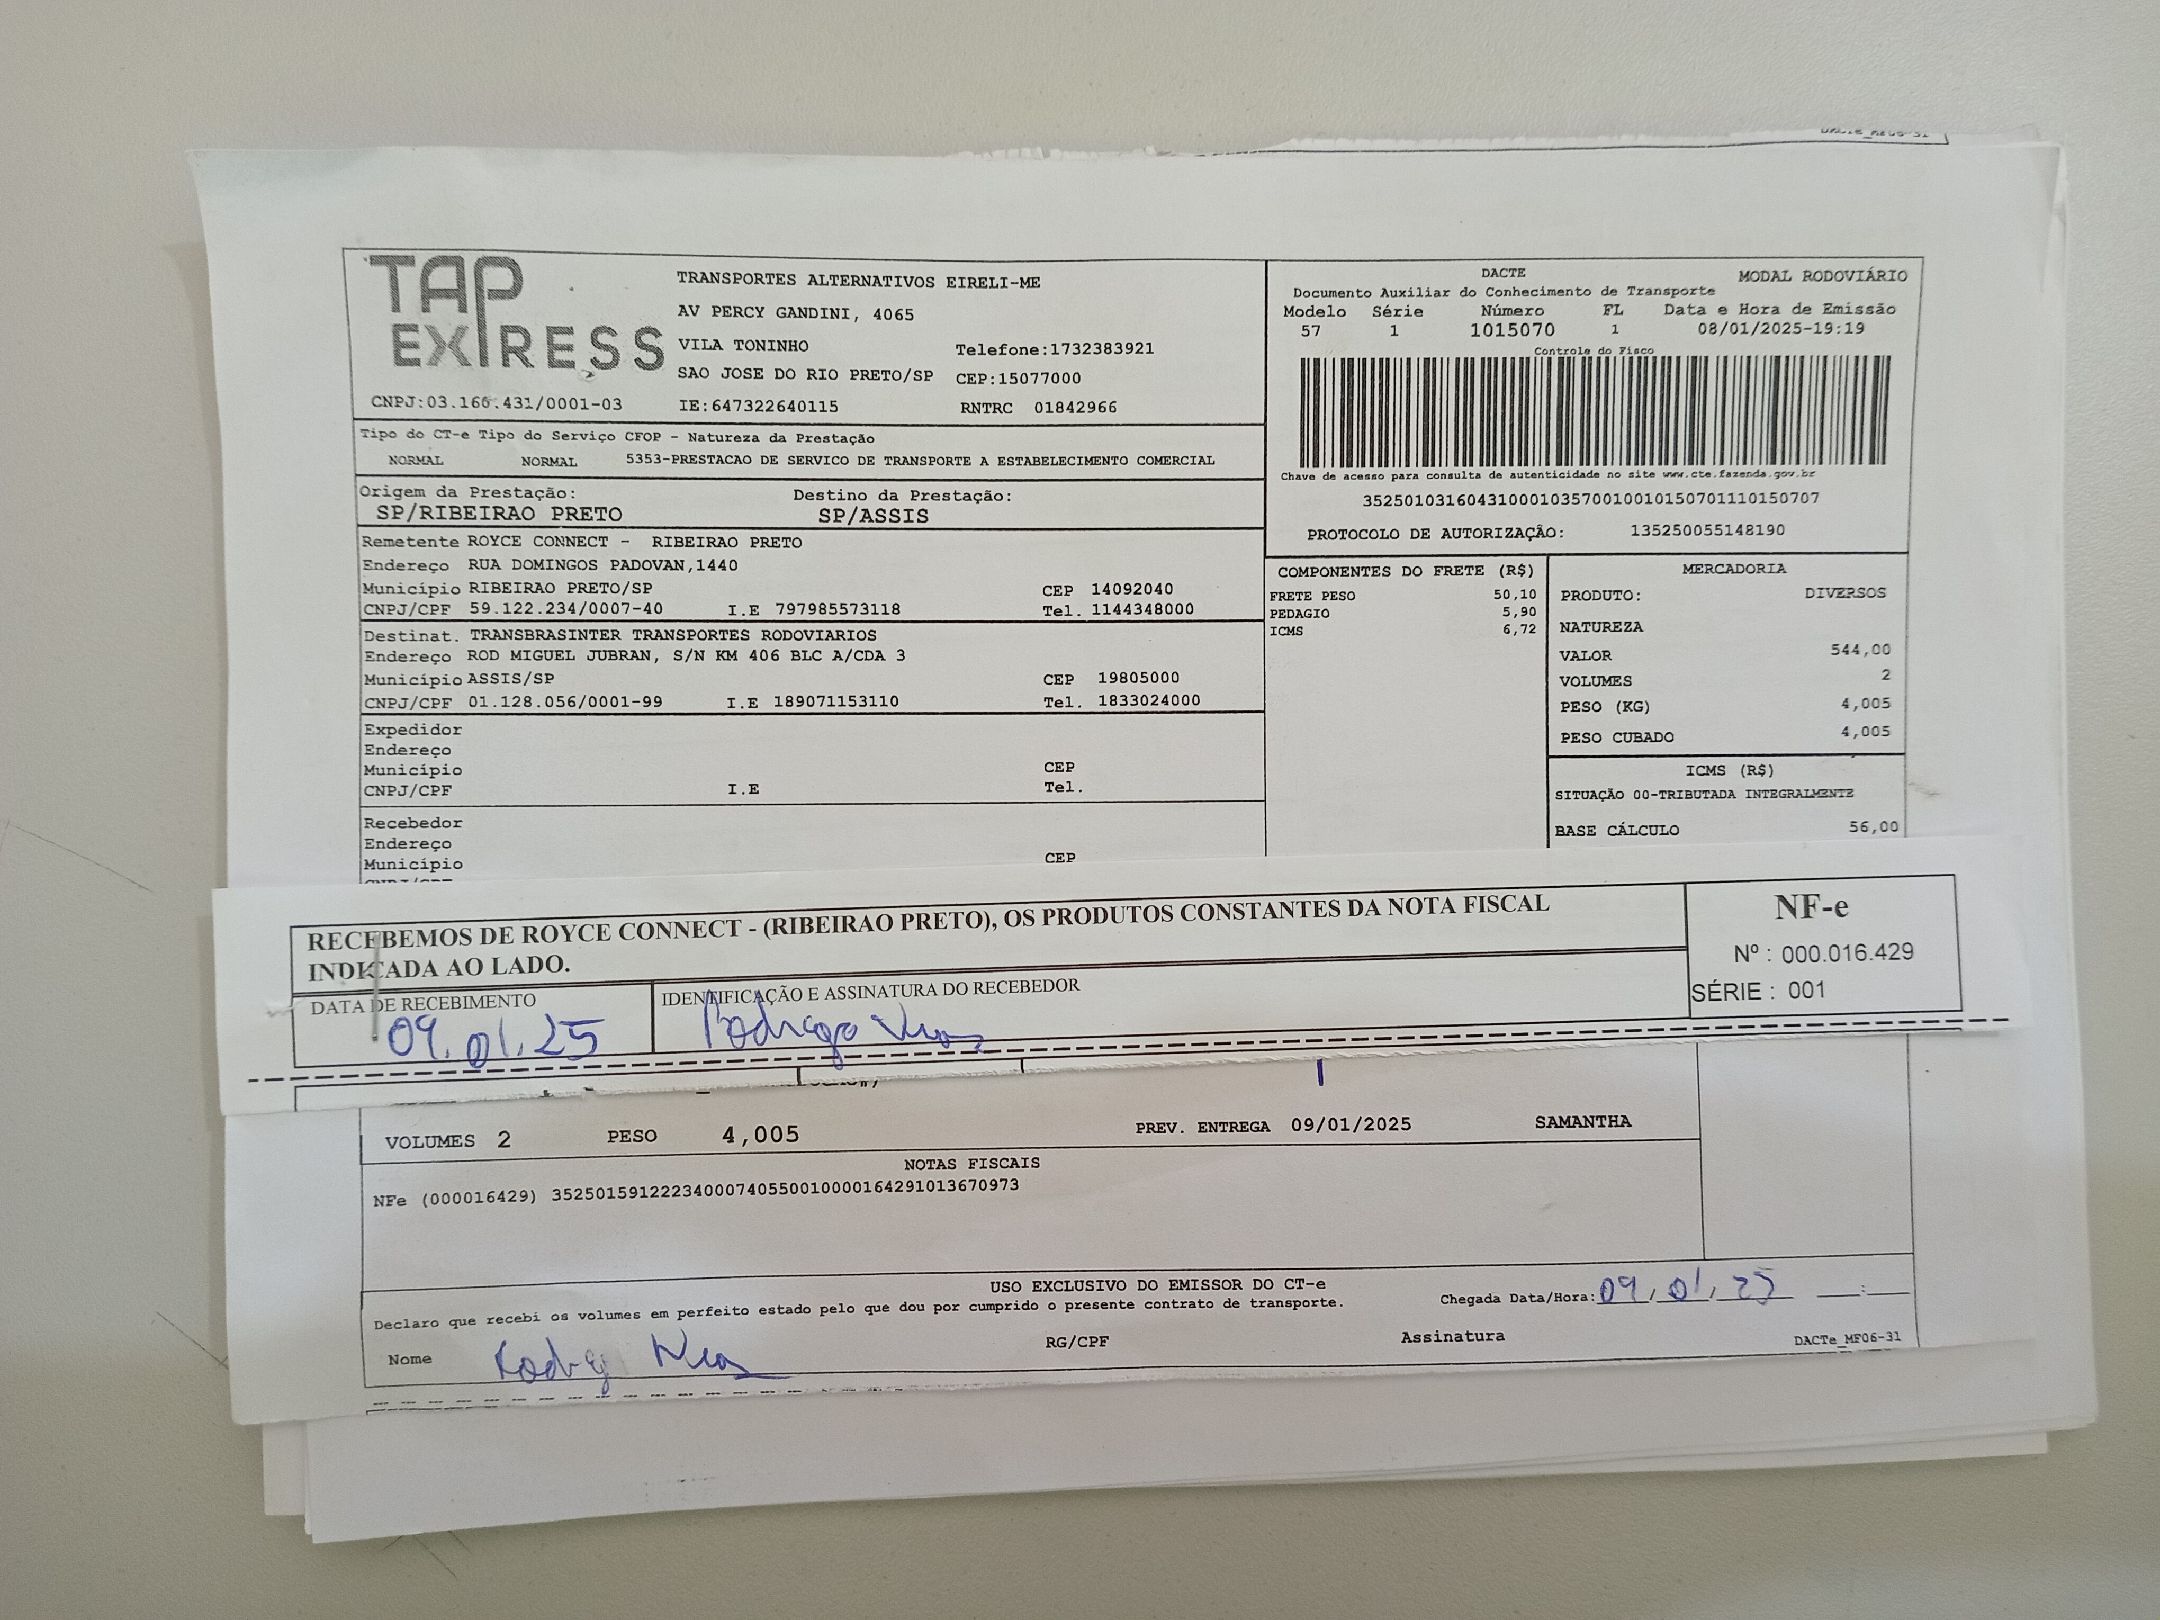 DACTe_MF06-31
TAP
EXPRESS
CNPJ:03.160.431/0001-03
TRANSPORTES ALTERNATIVOS EIRELI-ME
AV PERCY GANDINI, 4065
VILA TONINHO Telefone:1732383921
SAO JOSE DO RIO PRETO/SP CEP:15077000
IE:647322640115 RNTRC 01842966
DACTE MODAL RODOVIÁRIO
Documento Auxiliar do Conhecimento de Transporte
Modelo Série Número FL Data e Hora de Emissão
57 1 1015070 1 08/01/2025-19:19
Controle do Fisco
Chave de acesso para consulta de autenticidade no site www.cte.fazenda.gov.br
35250103160431000103570010010150701110150707
PROTOCOLO DE AUTORIZAÇÃO: 135250055148190
Tipo do CT-e Tipo do Serviço CFOP - Natureza da Prestação
NORMAL NORMAL 5353-PRESTACAO DE SERVICO DE TRANSPORTE A ESTABELECIMENTO COMERCIAL
Origem da Prestação: Destino da Prestação:
SP/RIBEIRAO PRETO SP/ASSIS
Remetente ROYCE CONNECT - RIBEIRAO PRETO
Endereço RUA DOMINGOS PADOVAN,1440
Município RIBEIRAO PRETO/SP CEP 14092040
CNPJ/CPF 59.122.234/0007-40 I.E 797985573118 Tel. 1144348000
Destinat. TRANSBRASINTER TRANSPORTES RODOVIARIOS
Endereço ROD MIGUEL JUBRAN, S/N KM 406 BLC A/CDA 3
Município ASSIS/SP CEP 19805000
CNPJ/CPF 01.128.056/0001-99 I.E 189071153110 Tel. 1833024000
Expedidor
Endereço
Município CEP
CNPJ/CPF I.E Tel.
Recebedor
Endereço
Município CEP
COMPONENTES DO FRETE (R$)
FRETE PESO 50,10
PEDAGIO 5,90
ICMS 6,72
MERCADORIA
PRODUTO: DIVERSOS
NATUREZA
VALOR 544,00
VOLUMES 2
PESO (KG) 4,005
PESO CUBADO 4,005
ICMS (R$)
SITUAÇÃO 00-TRIBUTADA INTEGRALMENTE
BASE CÁLCULO 56,00
RECEBEMOS DE ROYCE CONNECT - (RIBEIRAO PRETO), OS PRODUTOS CONSTANTES DA NOTA FISCAL
INDICADA AO LADO.
DATA DE RECEBIMENTO IDENTIFICAÇÃO E ASSINATURA DO RECEBEDOR
09.01.25 Rodrigo
NF-e
Nº : 000.016.429
SÉRIE : 001
VOLUMES 2 PESO 4,005 PREV. ENTREGA 09/01/2025 SAMANTHA
NOTAS FISCAIS
NFe (000016429) 35250159122234000740550010000164291013670973
USO EXCLUSIVO DO EMISSOR DO CT-e
Declaro que recebi os volumes em perfeito estado pelo que dou por cumprido o presente contrato de transporte. Chegada Data/Hora: 09/01/25 __:__
Nome RG/CPF Assinatura DACTe_MF06-31